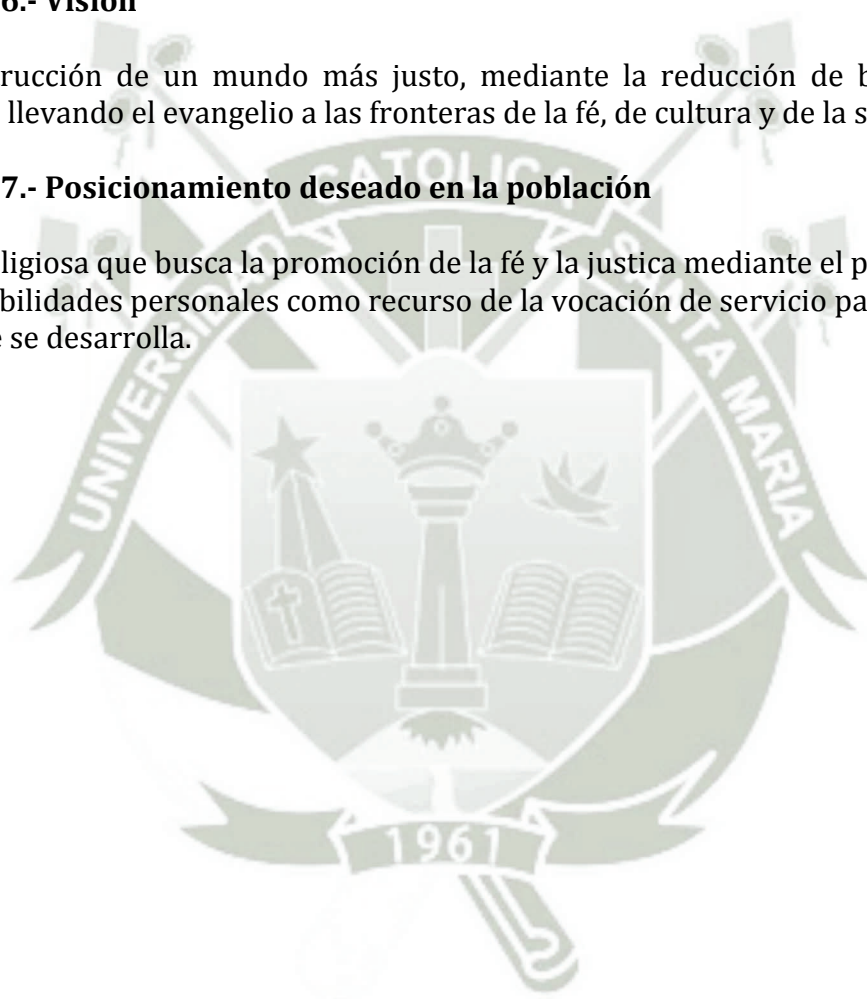 6.- Visión
rucción de un mundo más justo, mediante la reducción de b
llevando el evangelio a las fronteras de la fé, de cultura y de la s
7.- Posicionamiento deseado en la población
ligiosa que busca la promoción de la fé y la justica mediante el p
bilidades personales como recurso de la vocación de servicio pa
e se desarrolla.
UNIVERSIDAD CATOLICA SANTA MARIA
1961